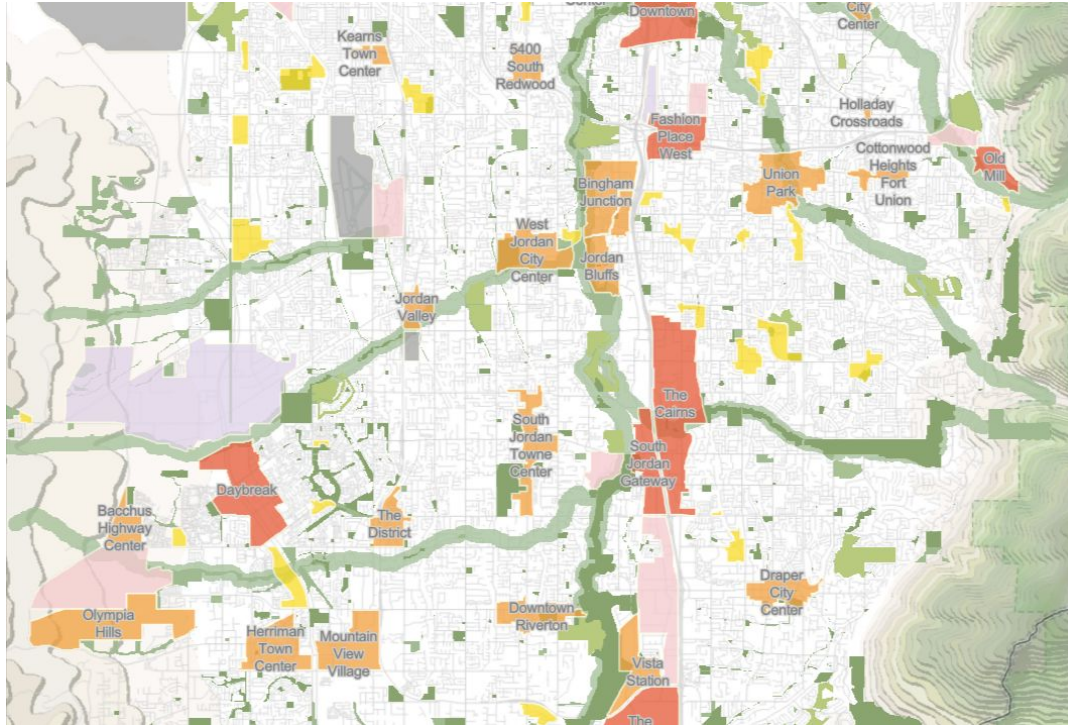 Center
Downtown
City
Center
Kearns
Town
Center
5400
South
Redwood
Holladay
Crossroads
Fashion
Place
West
Cottonwood
Heights
Fort
Union
Old
Mill
Union
Park
Bingham
Junction
West
Jordan
City
Center
Jordan
Bluffs
Jordan
Valley
The
Cairns
South
Jordan
Towne
Center
South
Jordan
Gateway
Daybreak
Bacchus
Highway
Center
The
District
Draper
City
Center
Olympia
Hills
Downtown
Riverton
Herriman
Town
Center
Mountain
View
Village
Vista
Station
The